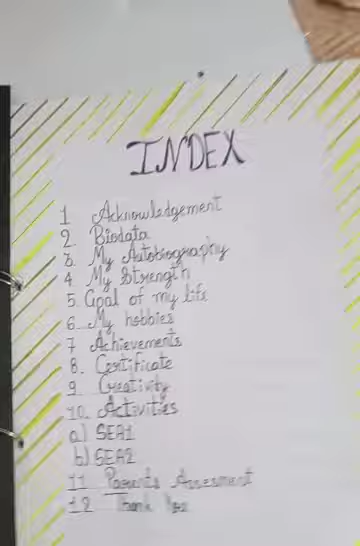 INDEX
1 Acknowledgement
2. Biodata
3. My Autobiography
4 My Strength
5. Goal of my life
6. My hobbies
7 Achievements
8. Certificate
9 Creativity
10. Activities
a) SEA1
b) SEA2
11 Parents Assesment
12 Thank You